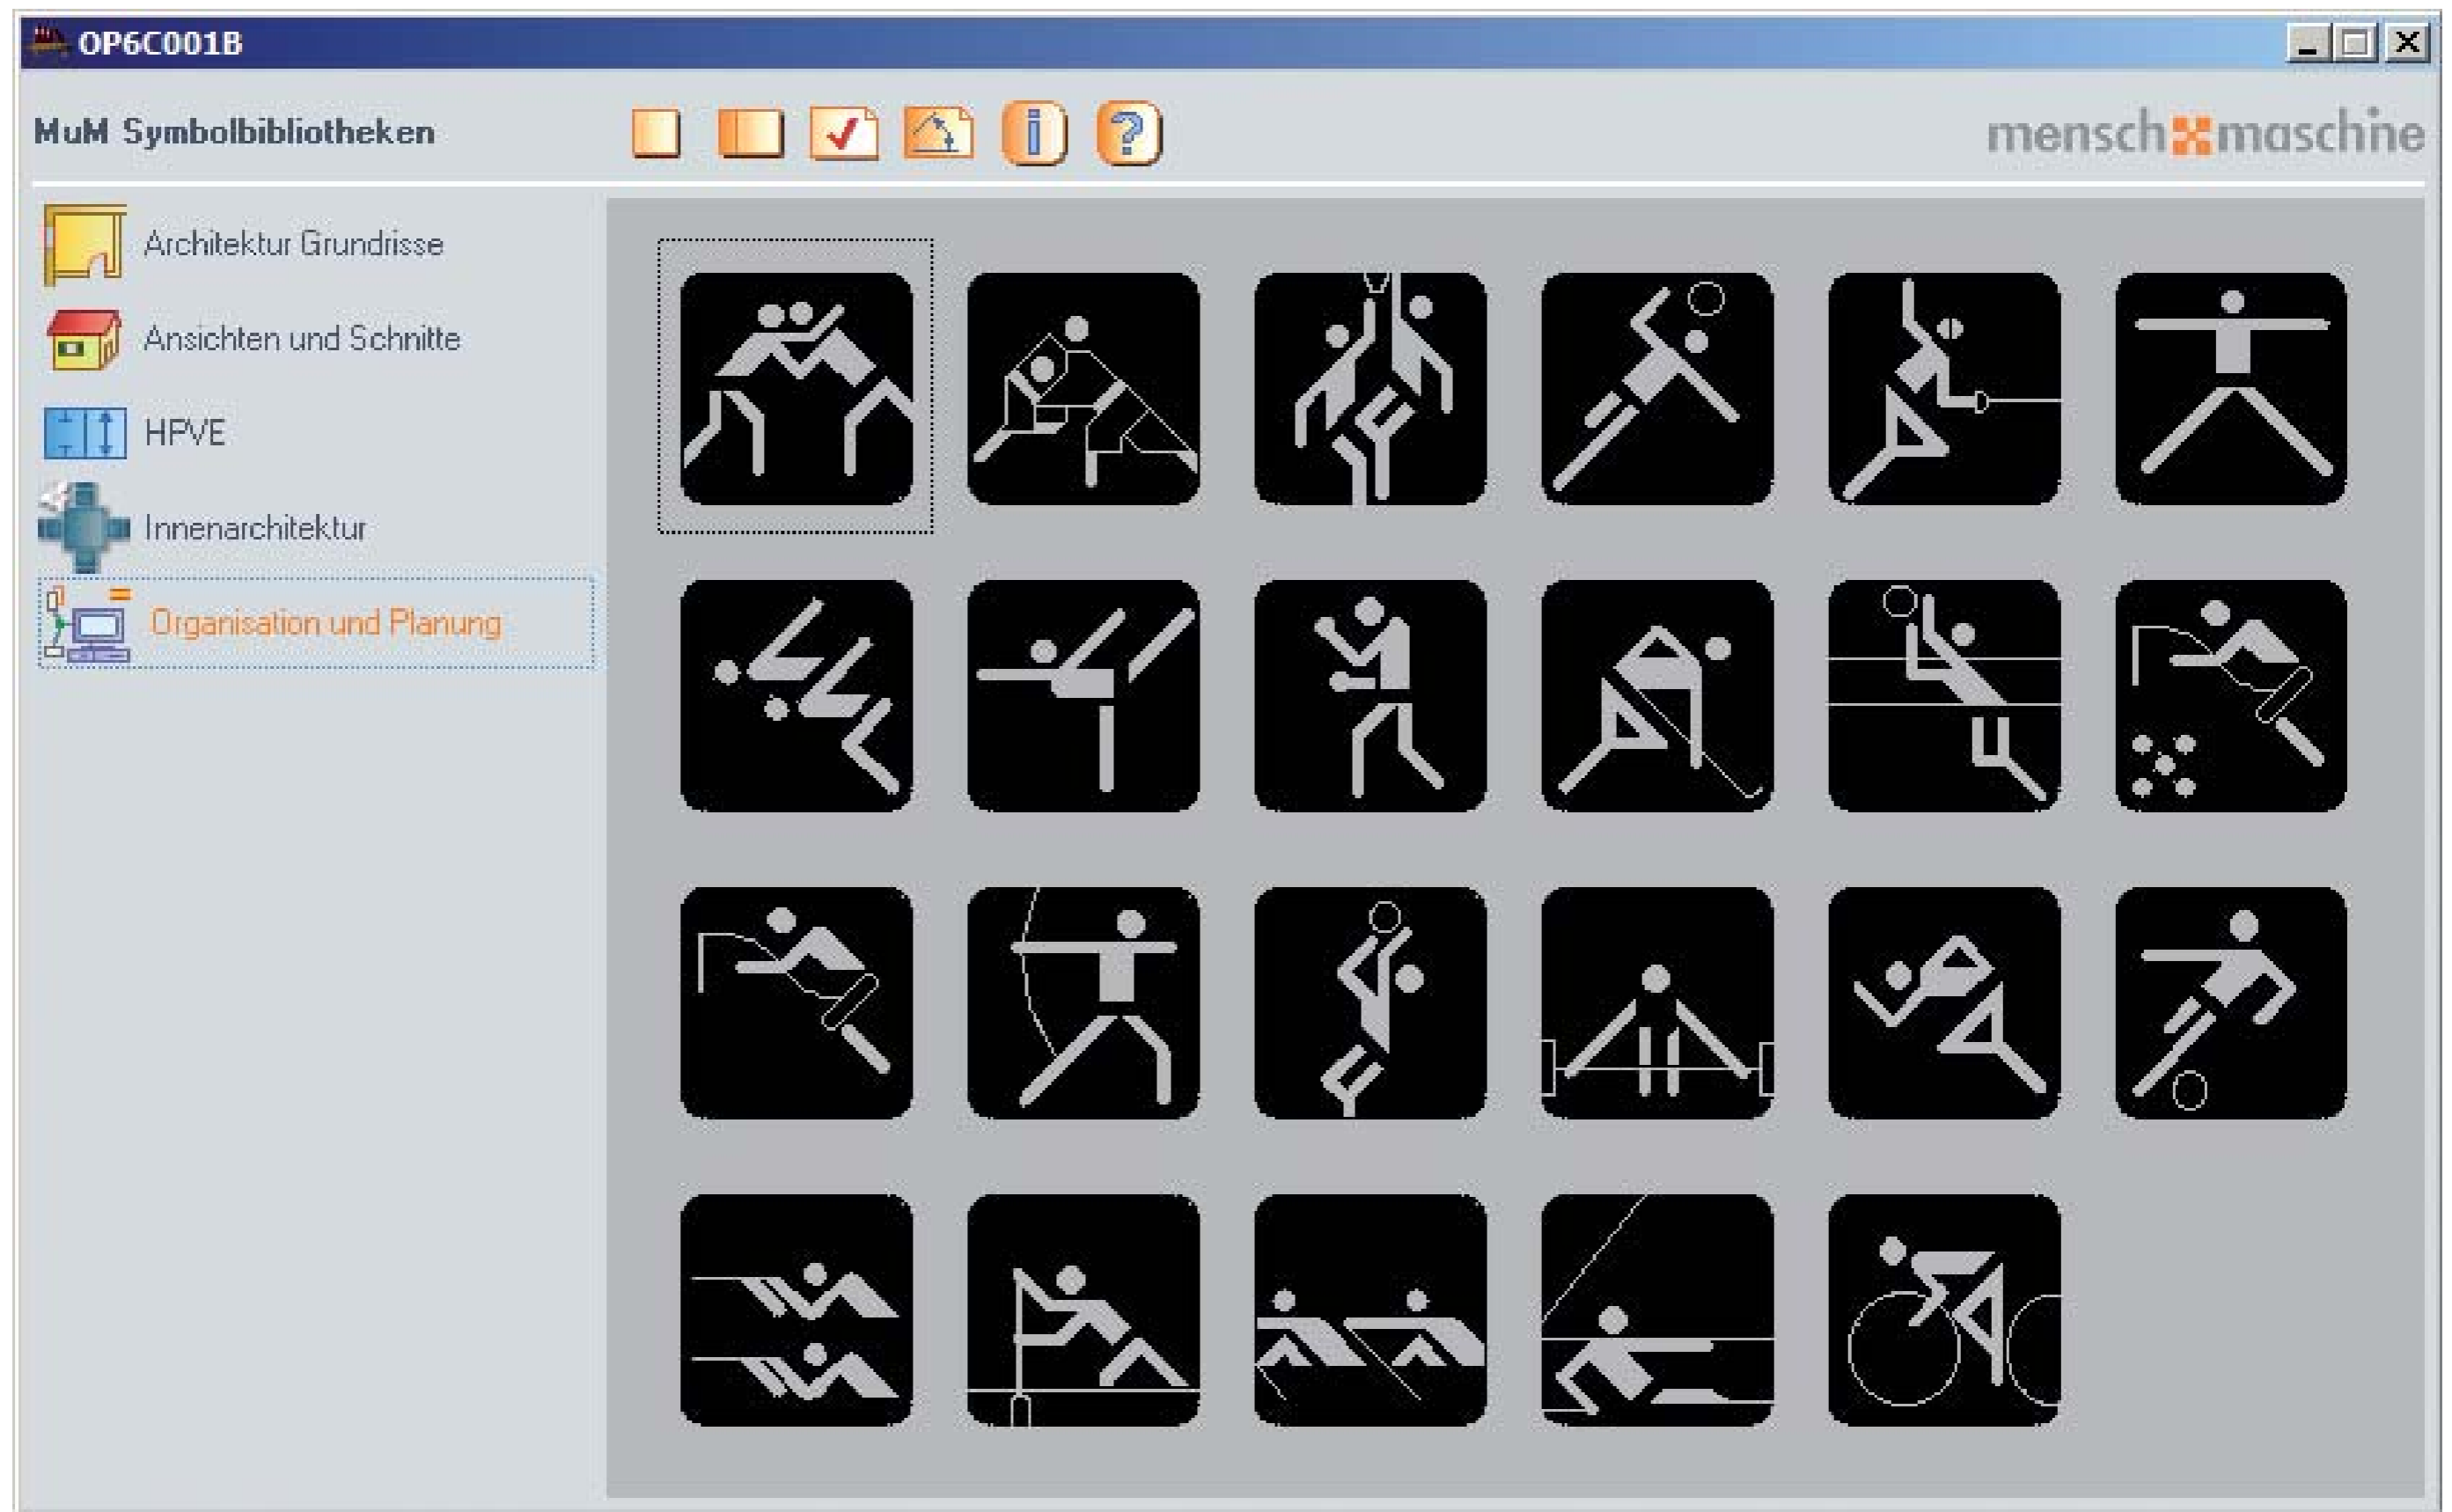 OP6C001B
MuM Symbolbibliotheken
mensch maschine
Architektur Grundrisse
Ansichten und Schnitte
HPVE
Innenarchitektur
Organisation und Planung